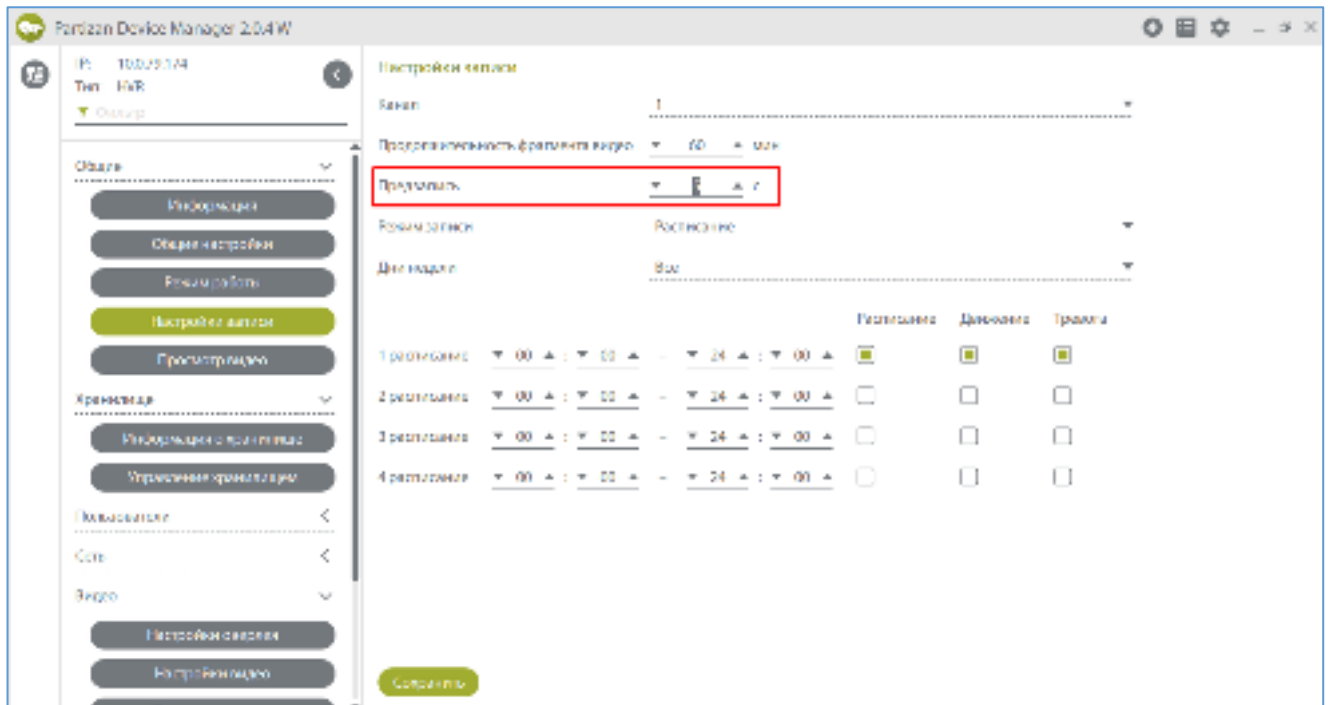 Partizan Device Manager 2.0.4 W
IP: 10.0.79.174
Тип HVR
Фильтр
Общие
Информация
Общие настройки
Режим работы
Настройки записи
Просмотр видео
Хранилище
Информация о хранилище
Управление хранилищем
Пользователи
Сеть
Видео
Настройки оверлея
Настройки видео
Настройки записи
Канал 1
Продолжительность фрагмента видео 60 мин
Предзапись с
Режим записи Расписание
Дни недели Все
Расписание Движение Тревога
1 расписание 00 : 00 – 24 : 00
2 расписание 00 : 00 – 24 : 00
3 расписание 00 : 00 – 24 : 00
4 расписание 00 : 00 – 24 : 00
Сохранить